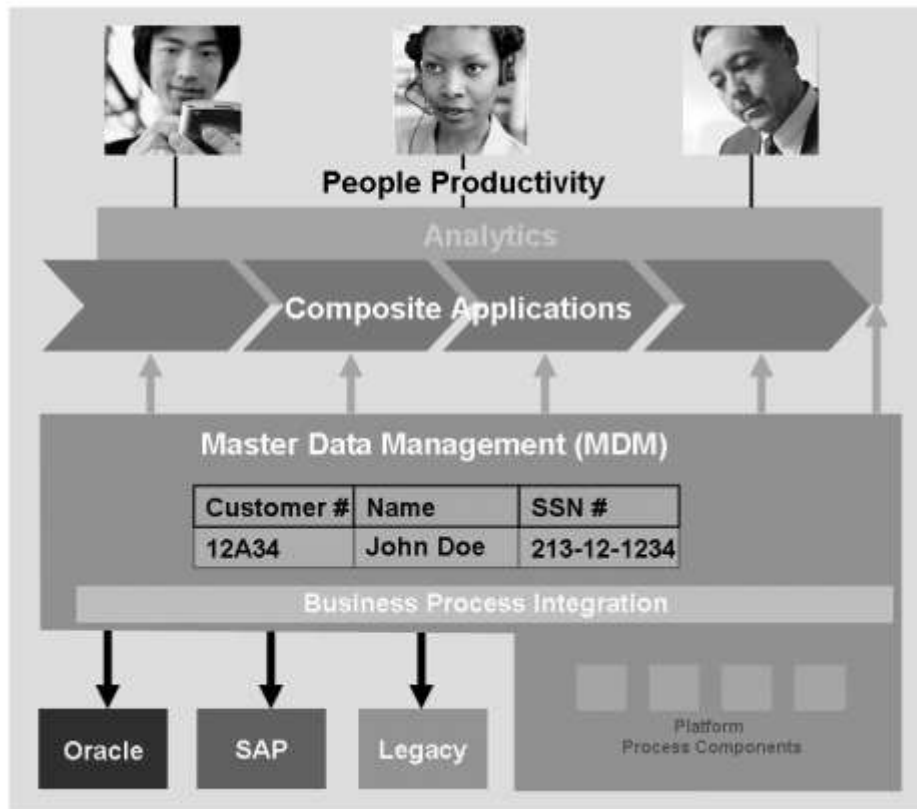 People Productivity
Analytics
Composite Applications
Master Data Management (MDM)
Customer # Name SSN #
12A34 John Doe 213-12-1234
Business Process Integration
Oracle SAP Legacy
Platform
Process Components